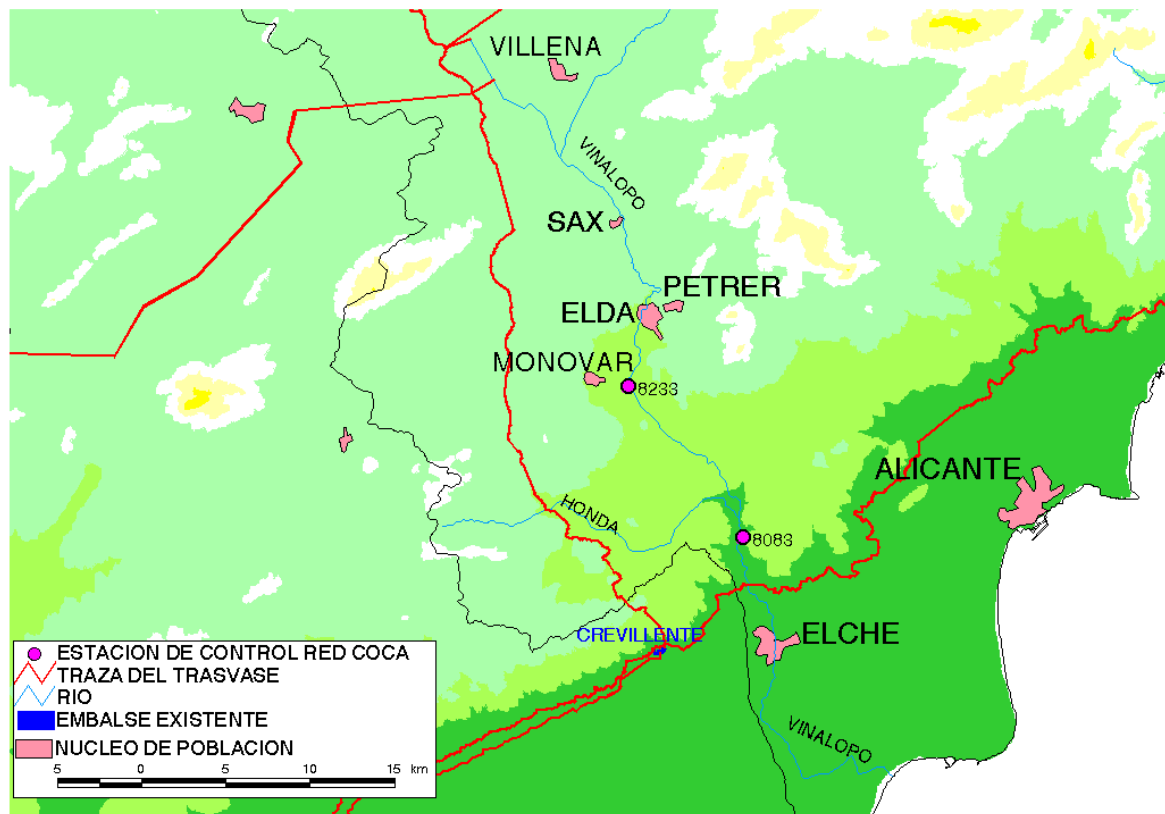 VILLENA
VINALOPO
SAX
PETRER
ELDA
MONOVAR
8233
ALICANTE
HONDA
8083
CREVILLENTE
ELCHE
VINALOPO
ESTACION DE CONTROL RED COCA
TRAZA DEL TRASVASE
RIO
EMBALSE EXISTENTE
NUCLEO DE POBLACION
5 0 5 10 15 km